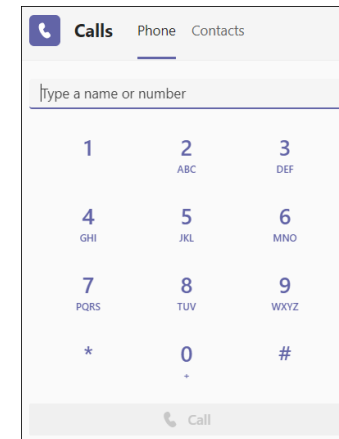 Calls Phone Contacts
Type a name or number
1 2 3
ABC DEF
4 5 6
GHI JKL MNO
7 8 9
PQRS TUV WXYZ
* 0 #
+
Call